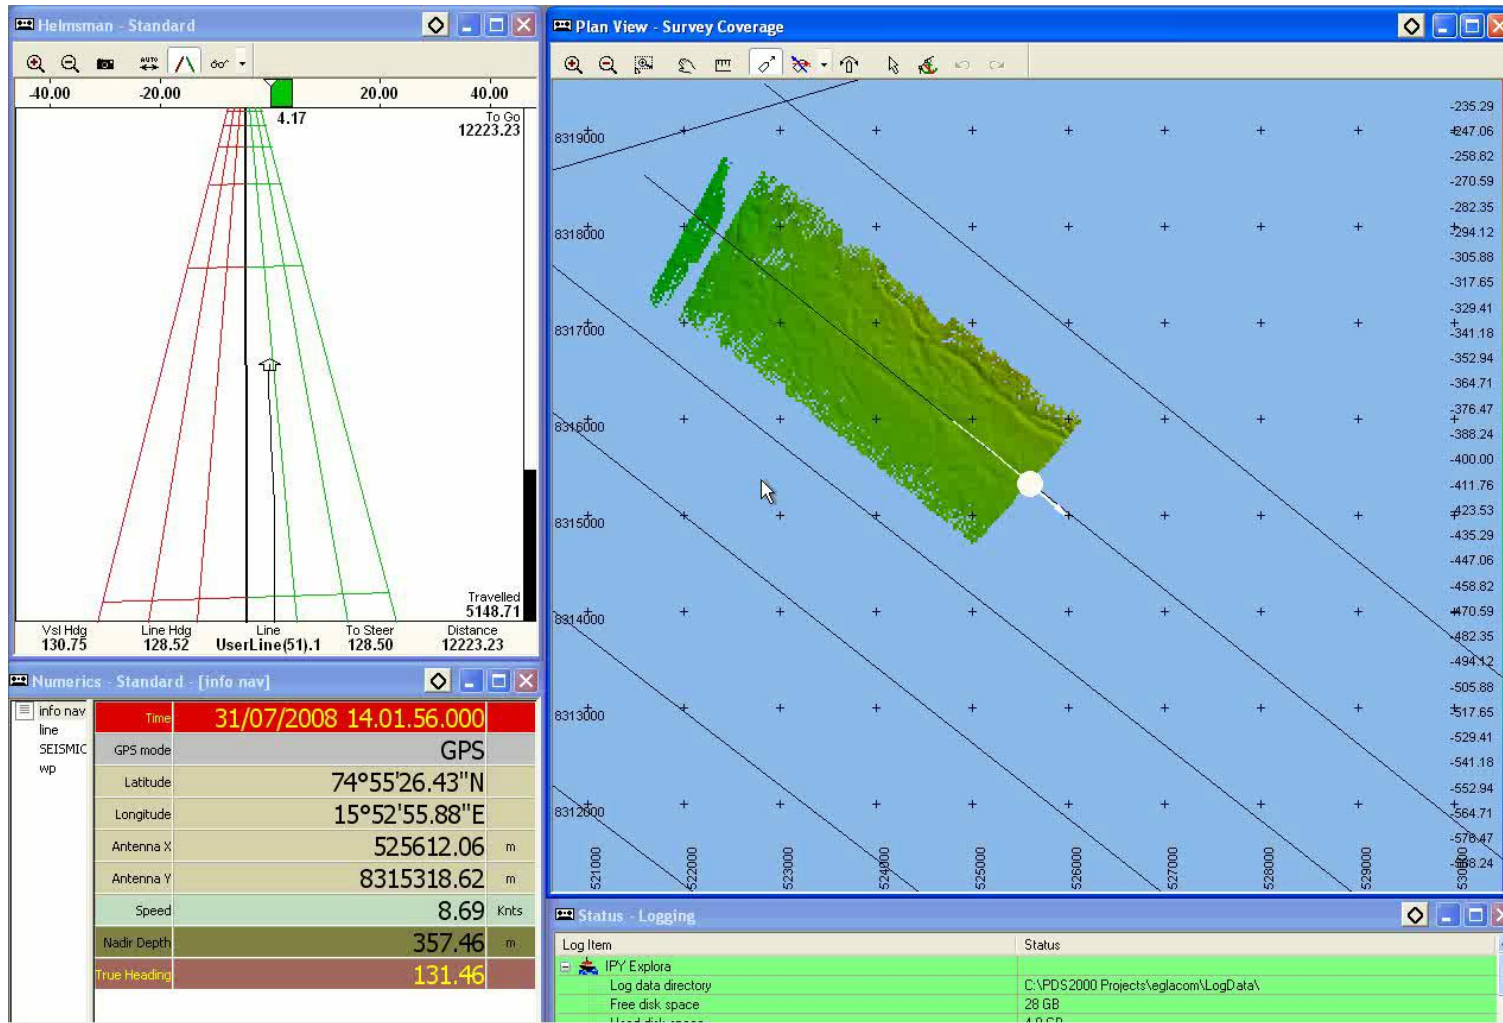 Helmsman - Standard
AUTO
-40.00 -20.00 20.00 40.00
4.17
To Go
12223.23
Travelled
5148.71
Vsl Hdg Line Hdg Line To Steer Distance
130.75 128.52 UserLine(51).1 128.50 12223.23
Numerics - Standard - [info nav]
info nav
line
SEISMIC
wp
Time 31/07/2008 14.01.56.000
GPS mode GPS
Latitude 74°55'26.43"N
Longitude 15°52'55.88"E
Antenna X 525612.06 m
Antenna Y 8315318.62 m
Speed 8.69 Knts
Nadir Depth 357.46 m
True Heading 131.46
Plan View - Survey Coverage
8319000
8318000
8317000
8316000
8315000
8314000
8313000
8312000
521000
522000
523000
524000
525000
526000
527000
528000
529000
530000
-235.29
-247.06
-258.82
-270.59
-282.35
-294.12
-305.88
-317.65
-329.41
-341.18
-352.94
-364.71
-376.47
-388.24
-400.00
-411.76
-423.53
-435.29
-447.06
-458.82
-470.59
-482.35
-494.12
-505.88
-517.65
-529.41
-541.18
-552.94
-564.71
-576.47
-588.24
Status - Logging
Log Item Status
IPY Explora
Log data directory C:\PDS2000 Projects\eglacom\LogData\
Free disk space 28 GB